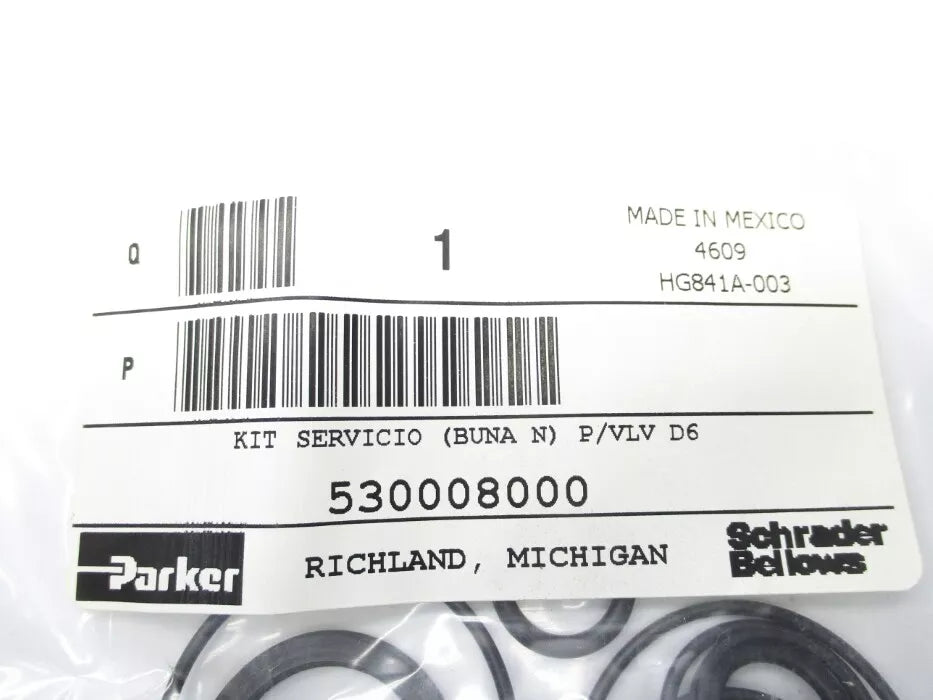 Q
1
MADE IN MEXICO
4609
HG841A-003
P
KIT SERVICIO (BUNA N) P/VLV D6
530008000
Parker
RICHLAND, MICHIGAN
Schrader
Bellows